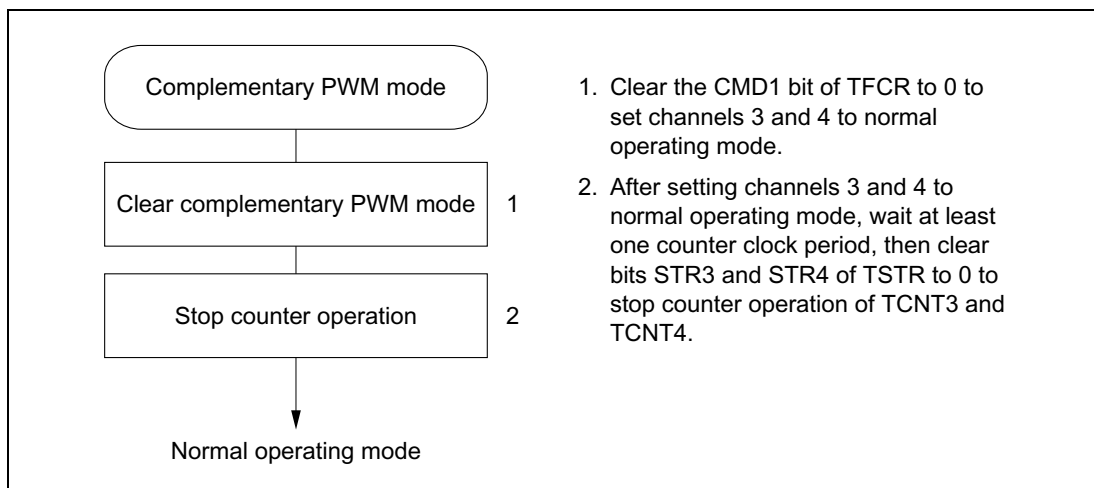 Complementary PWM mode
Clear complementary PWM mode 1
Stop counter operation 2
Normal operating mode
1. Clear the CMD1 bit of TFCR to 0 to
set channels 3 and 4 to normal
operating mode.
2. After setting channels 3 and 4 to
normal operating mode, wait at least
one counter clock period, then clear
bits STR3 and STR4 of TSTR to 0 to
stop counter operation of TCNT3 and
TCNT4.